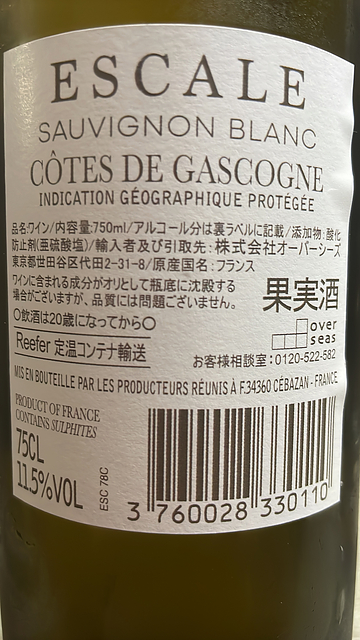 ESCALE
SAUVIGNON BLANC
CÔTES DE GASCOGNE
INDICATION GÉOGRAPHIQUE PROTÉGÉE
品名:ワイン/内容量:750ml/アルコール分は裏ラベルに記載/添加物:酸化
防止剤(亜硫酸塩)/輸入者及び引取先:株式会社オーバーシーズ
東京都世田谷区代田2-31-8/原産国名:フランス
ワインに含まれる成分がオリとして瓶底に沈殿する
場合がございますが、品質には問題ございません。
果実酒
〇飲酒は20歳になってから〇
over
seas
Reefer 定温コンテナ輸送
お客様相談室:0120-522-582
MIS EN BOUTEILLE PAR LES PRODUCTEURS RÉUNIS À F.34360 CÉBAZAN - FRANCE
PRODUCT OF FRANCE
CONTAINS SULPHITES
75CL
11.5%VOL
ESC 78C
3 760028 330110